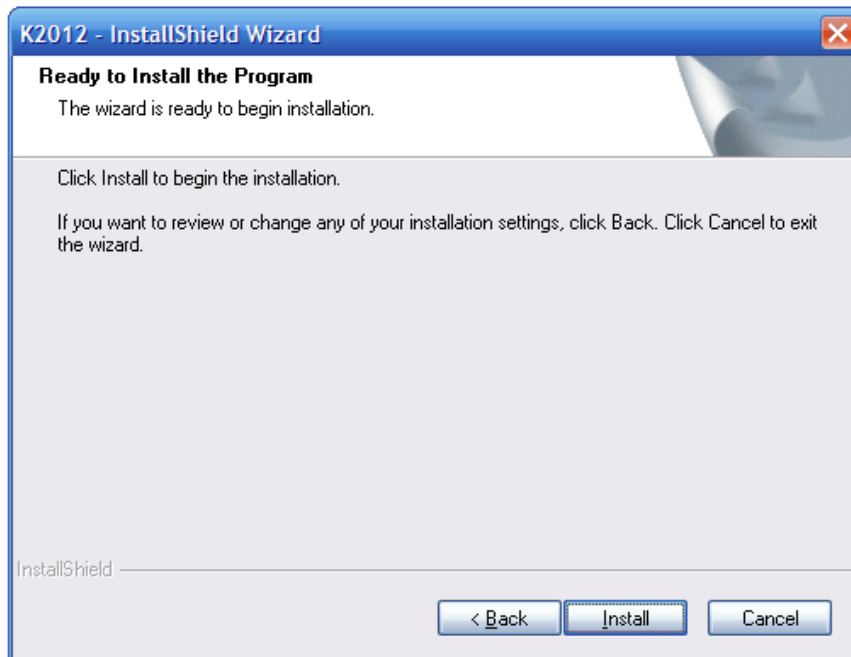 K2012 - InstallShield Wizard
Ready to Install the Program
The wizard is ready to begin installation.
Click Install to begin the installation.
If you want to review or change any of your installation settings, click Back. Click Cancel to exit
the wizard.
InstallShield
< Back Install Cancel